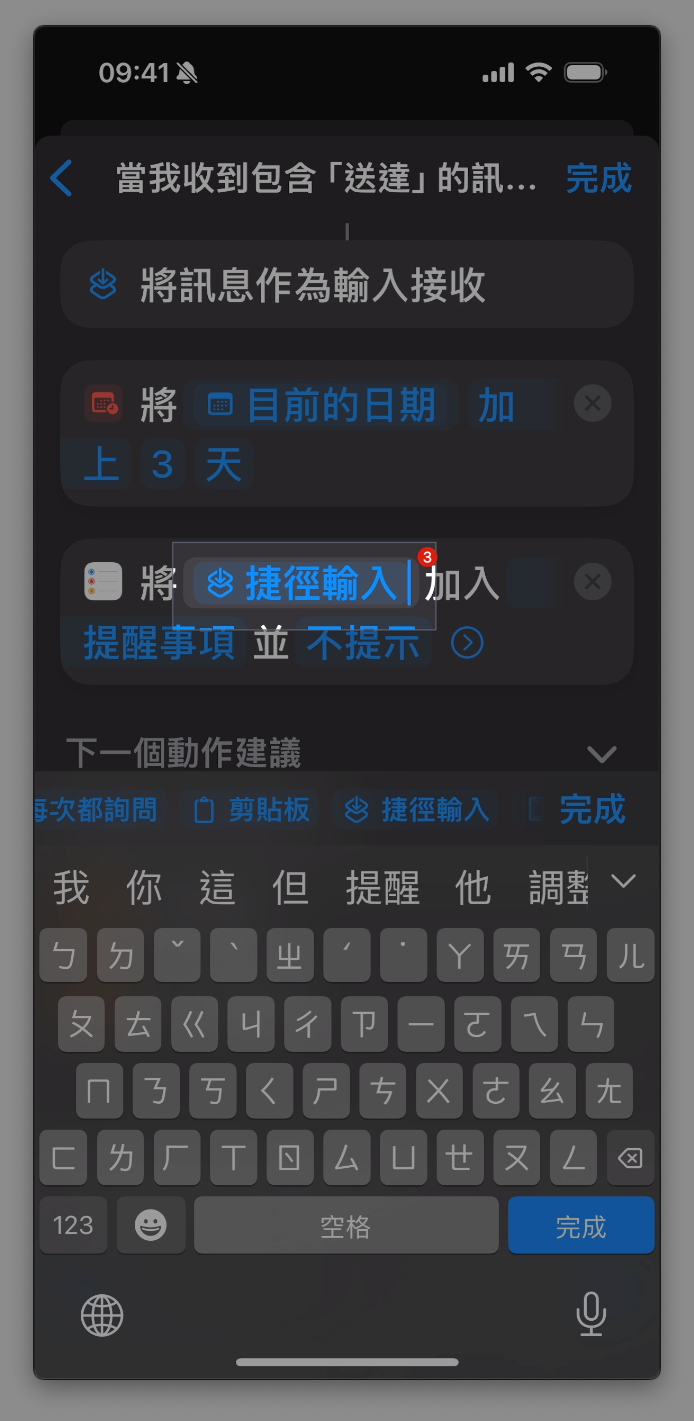 09:41
當我收到包含「送達」的訊... 完成
將訊息作為輸入接收
將 目前的日期 加
上 3 天
3
將 捷徑輸入 加入
提醒事項 並 不提示
下一個動作建議
每次都詢問 剪貼板 捷徑輸入 完成
我 你 這 但 提醒 他 調整
ㄅ ㄉ ˇ ˋ ㄓ ˊ ˙ ㄚ ㄞ ㄢ ㄦ
ㄆ ㄊ ㄍ ㄐ ㄔ ㄗ ㄧ ㄛ ㄟ ㄣ
ㄇ ㄋ ㄎ ㄑ ㄕ ㄘ ㄨ ㄜ ㄠ ㄤ
ㄈ ㄌ ㄏ ㄒ ㄖ ㄙ ㄩ ㄝ ㄡ ㄥ
123 空格 完成